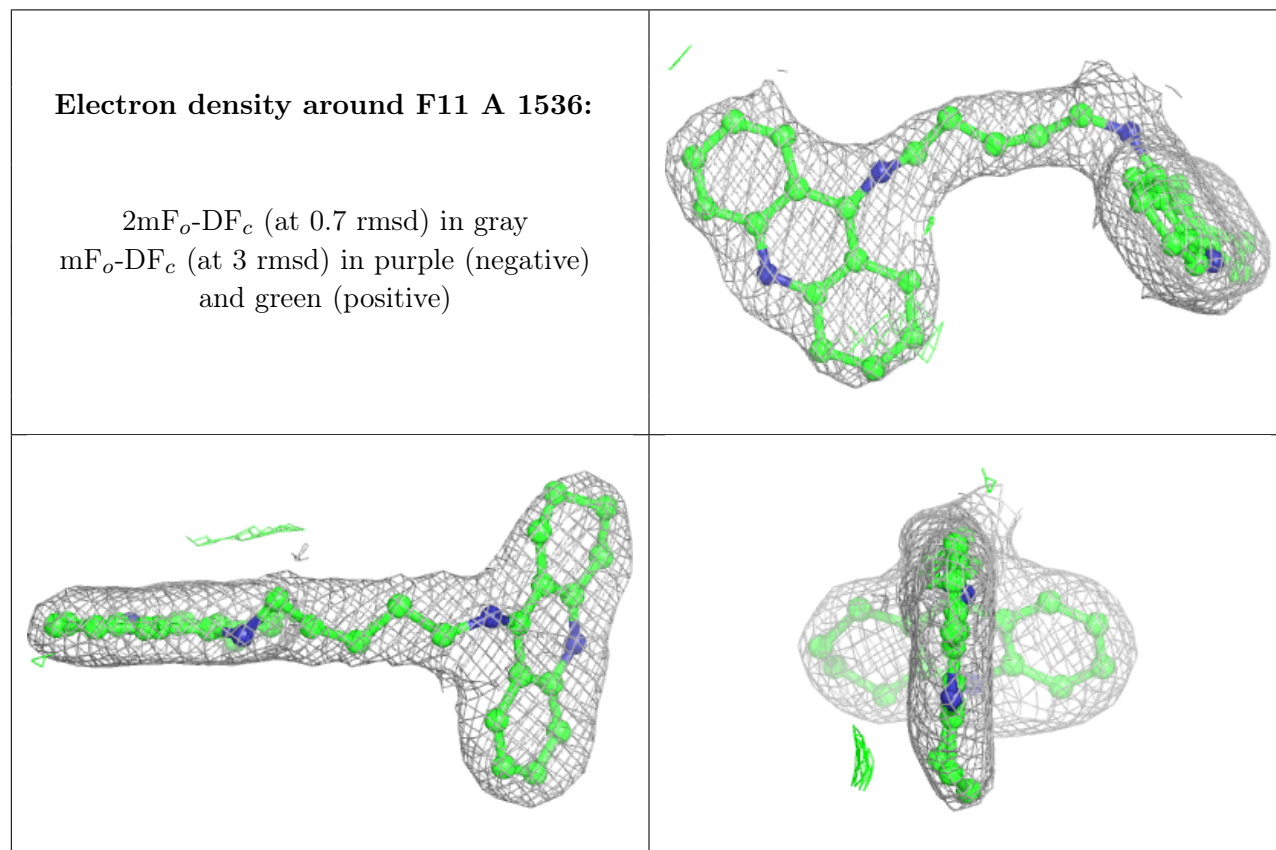 Electron density around F11 A 1536:
2mFo-DFc (at 0.7 rmsd) in gray
mFo-DFc (at 3 rmsd) in purple (negative)
and green (positive)